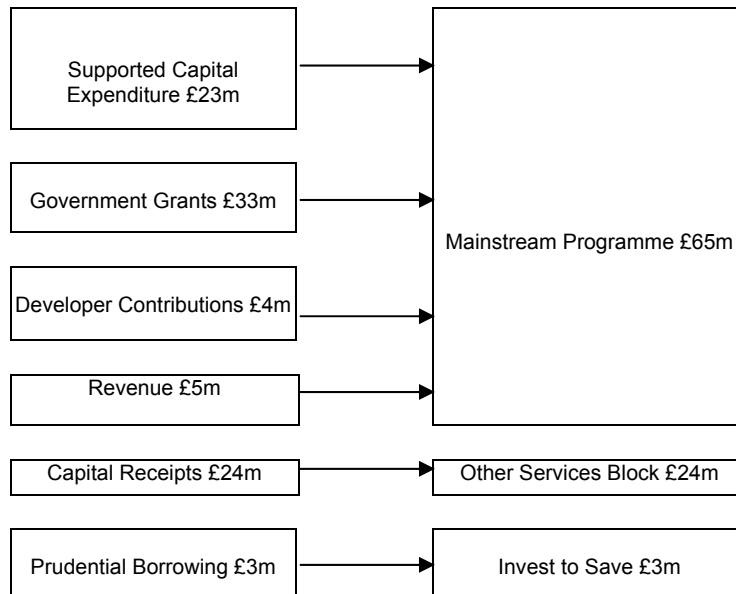 Supported Capital
Expenditure £23m
Government Grants £33m
Developer Contributions £4m
Revenue £5m
Capital Receipts £24m
Prudential Borrowing £3m
Mainstream Programme £65m
Other Services Block £24m
Invest to Save £3m